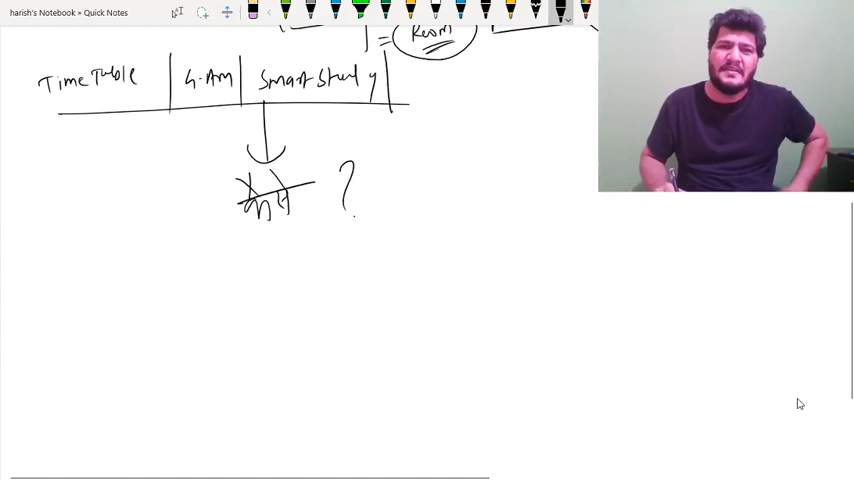 harish's Notebook » Quick Notes
= Room
Time Table | 4-AM | Smart Study
?